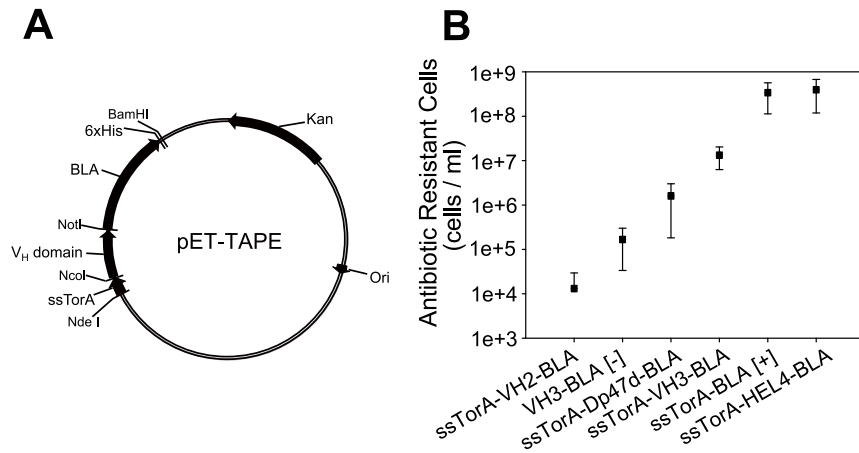 A
BamHI
6xHis
Kan
BLA
NotI
pET-TAPE
VH domain
NcoI
Ori
ssTorA
Nde I
B
Antibiotic Resistant Cells
(cells / ml)
1e+9
1e+8
1e+7
1e+6
1e+5
1e+4
1e+3
ssTorA-VH2-BLA
VH3-BLA [-]
ssTorA-Dp47d-BLA
ssTorA-VH3-BLA
ssTorA-BLA [+]
ssTorA-HEL4-BLA